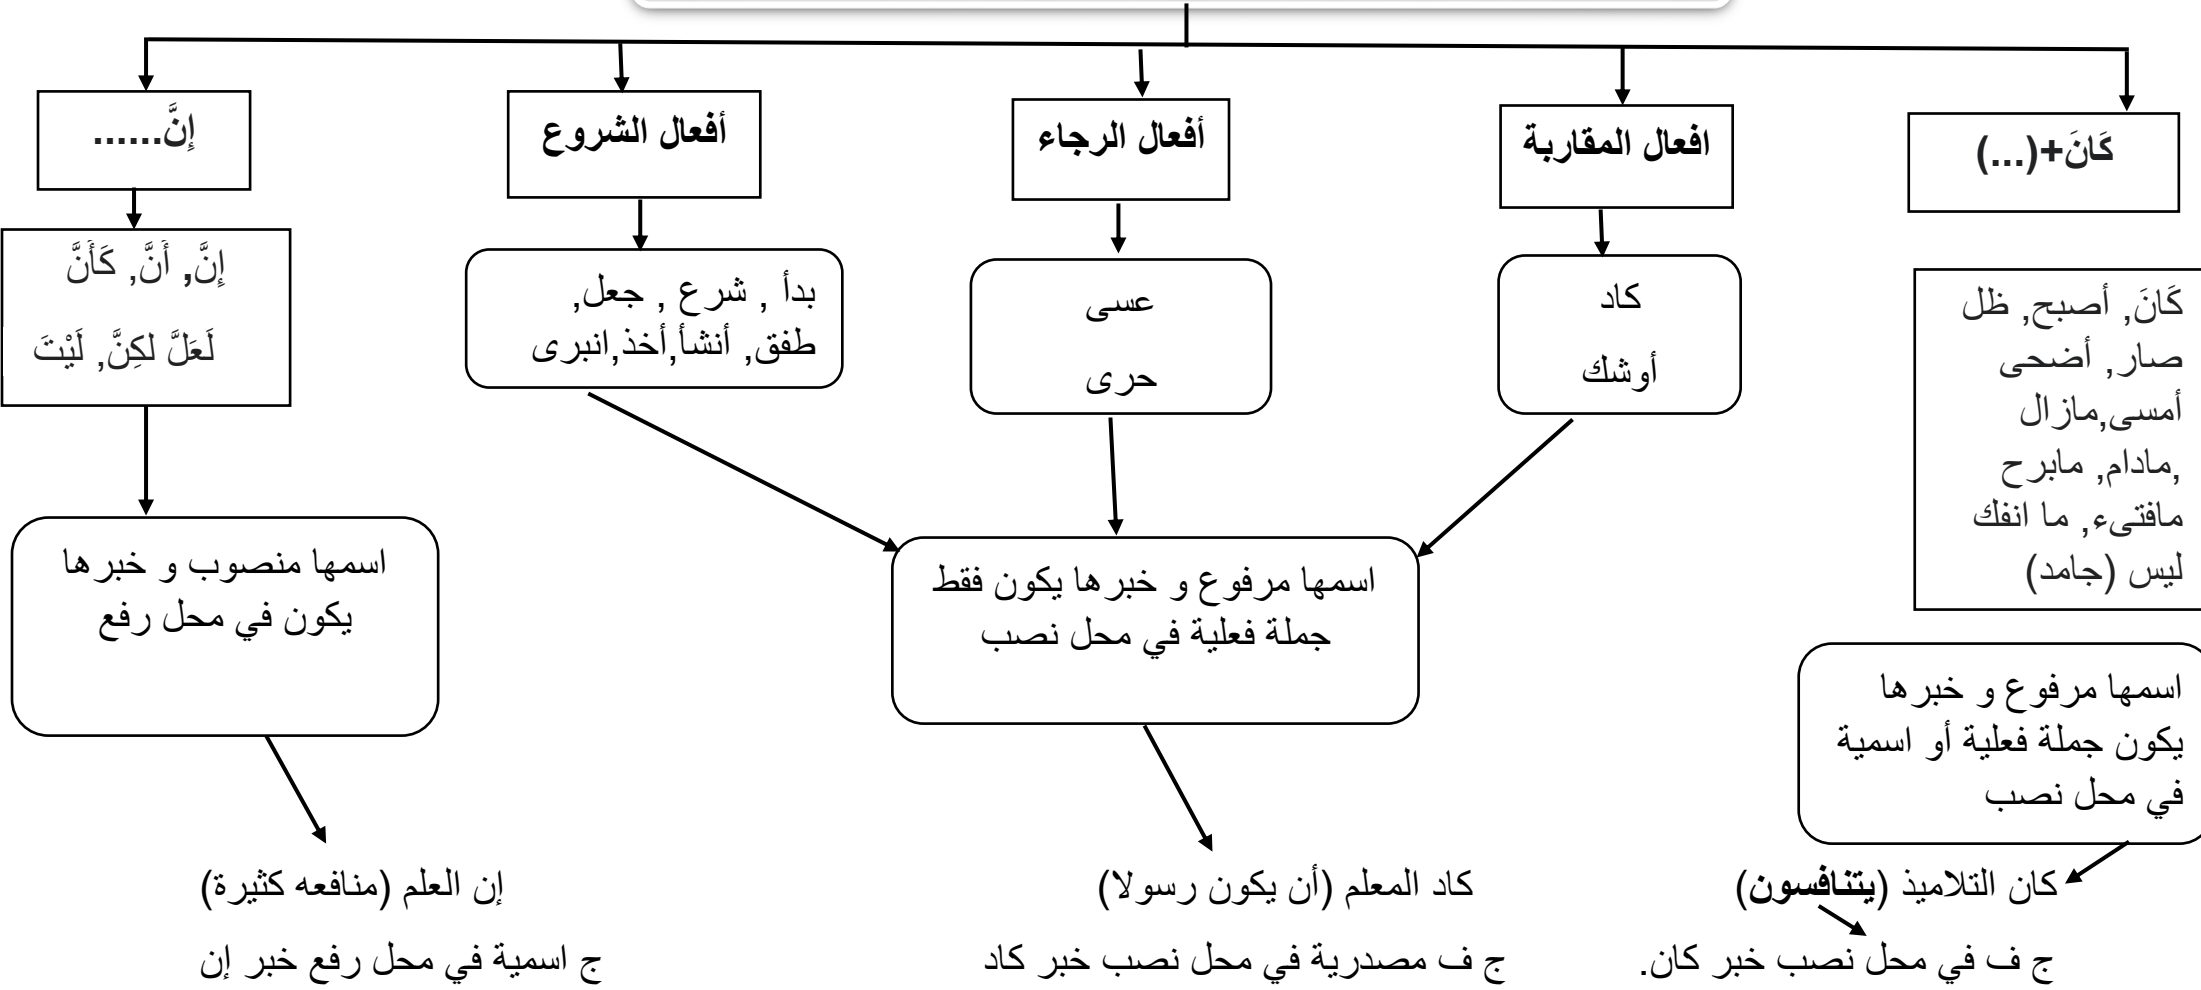 كَانَ+(...)
افعال المقاربة
أفعال الرجاء
أفعال الشروع
إِنَّ......
كَانَ, أصبح, ظل
صار, أضحى
أمسى,مازال
,مادام, مابرح
مافتىء, ما انفك
ليس (جامد)
كاد
أوشك
عسى
حرى
بدأ , شرع , جعل,
طفق, أنشأ,أخذ,انبرى
إِنَّ, أَنَّ, كَأَنَّ
لَعَلَّ لكِنَّ, لَيْتَ
اسمها مرفوع و خبرها
يكون جملة فعلية أو اسمية
في محل نصب
اسمها مرفوع و خبرها يكون فقط
جملة فعلية في محل نصب
اسمها منصوب و خبرها
يكون في محل رفع
كان التلاميذ (يتنافسون)
ج ف في محل نصب خبر كان.
كاد المعلم (أن يكون رسولا)
ج ف مصدرية في محل نصب خبر كاد
إن العلم (منافعه كثيرة)
ج اسمية في محل رفع خبر إن